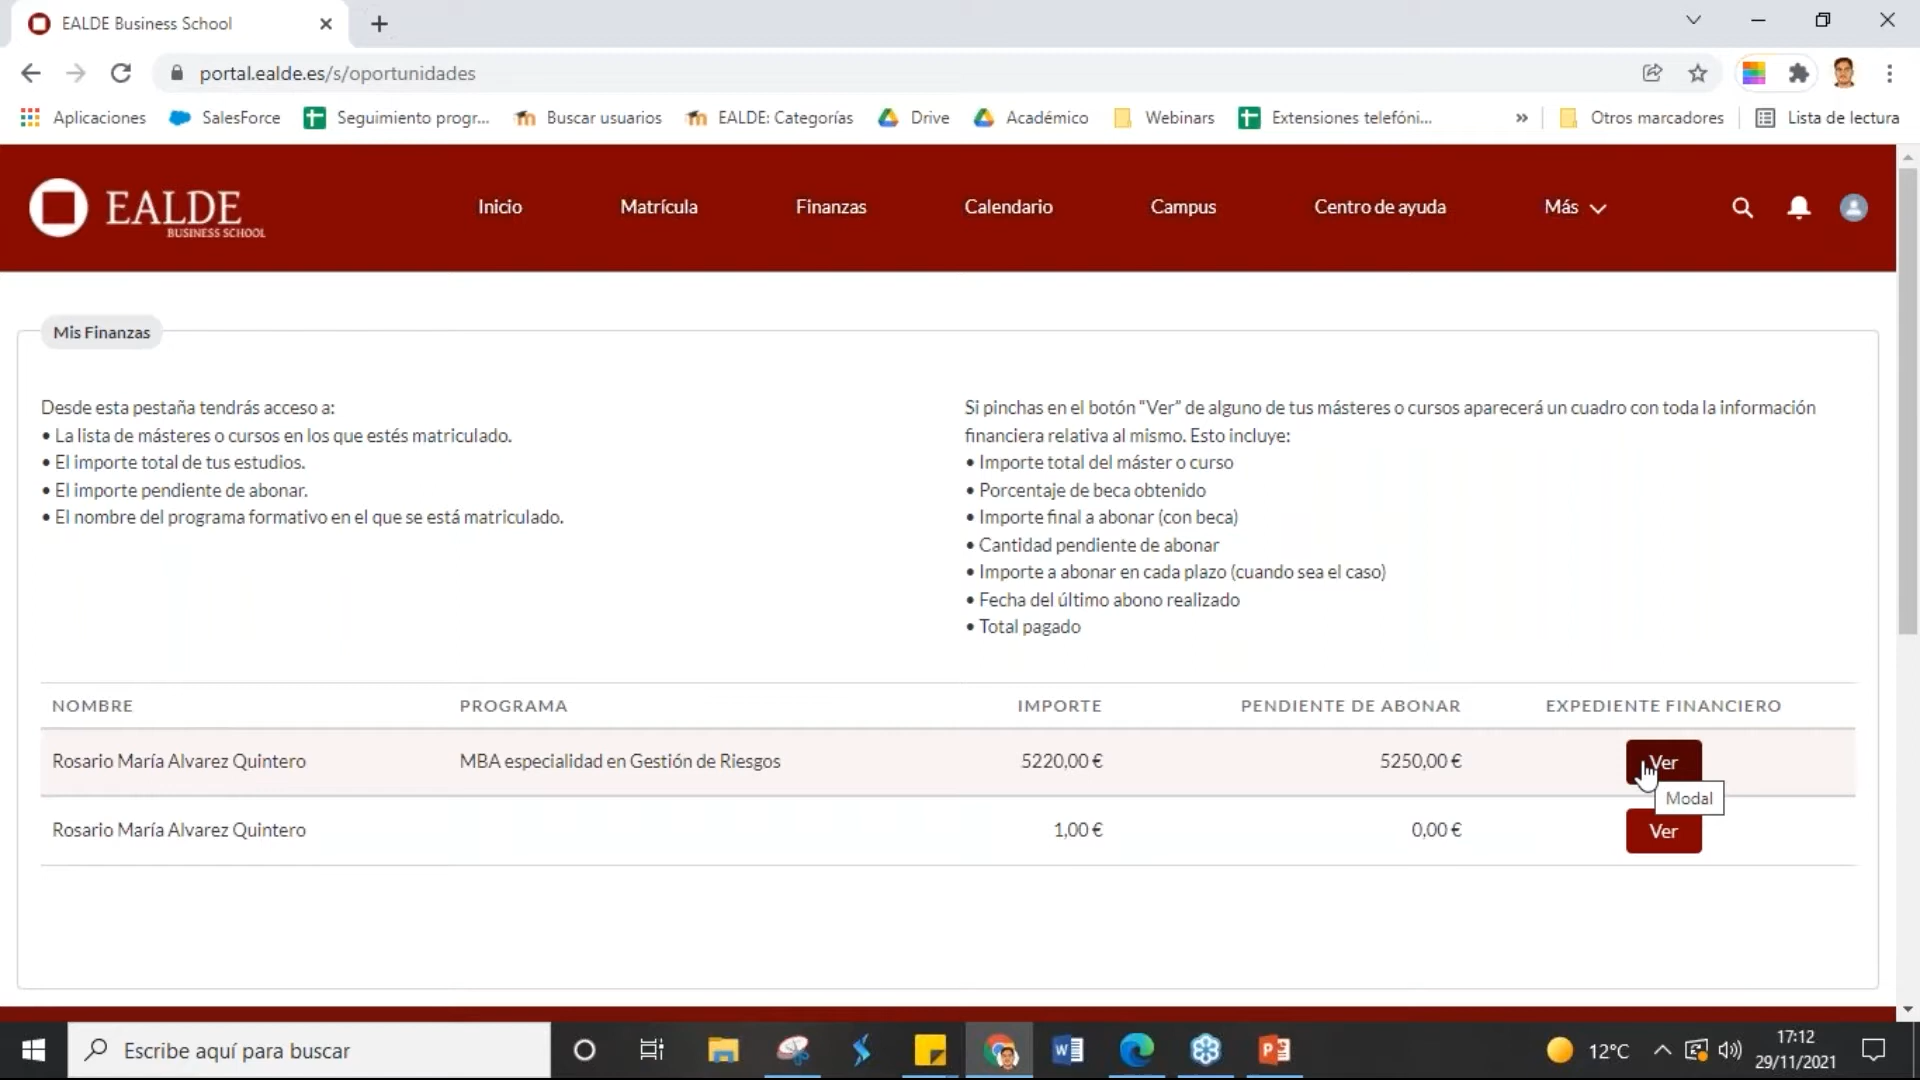 EALDE Business School
portal.ealde.es/s/oportunidades
Aplicaciones SalesForce Seguimiento progr... Buscar usuarios EALDE: Categorías Drive Académico Webinars Extensiones telefóni... » Otros marcadores Lista de lectura
EALDE
BUSINESS SCHOOL
Inicio Matrícula Finanzas Calendario Campus Centro de ayuda Más
Mis Finanzas
Desde esta pestaña tendrás acceso a:
• La lista de másteres o cursos en los que estés matriculado.
• El importe total de tus estudios.
• El importe pendiente de abonar.
• El nombre del programa formativo en el que se está matriculado.
Si pinchas en el botón “Ver” de alguno de tus másteres o cursos aparecerá un cuadro con toda la información
financiera relativa al mismo. Esto incluye:
• Importe total del máster o curso
• Porcentaje de beca obtenido
• Importe final a abonar (con beca)
• Cantidad pendiente de abonar
• Importe a abonar en cada plazo (cuando sea el caso)
• Fecha del último abono realizado
• Total pagado
NOMBRE PROGRAMA IMPORTE PENDIENTE DE ABONAR EXPEDIENTE FINANCIERO
Rosario María Alvarez Quintero MBA especialidad en Gestión de Riesgos 5220,00 € 5250,00 € Ver
Modal
Rosario María Alvarez Quintero 1,00 € 0,00 € Ver
Escribe aquí para buscar
12°C
17:12
29/11/2021